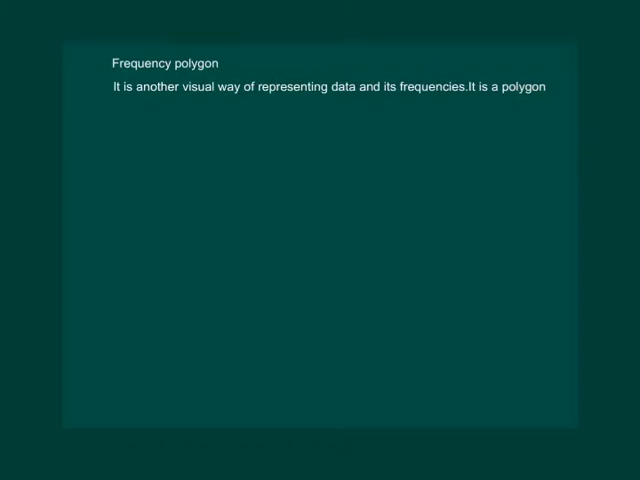 Frequency polygon
It is another visual way of representing data and its frequencies.It is a polygon